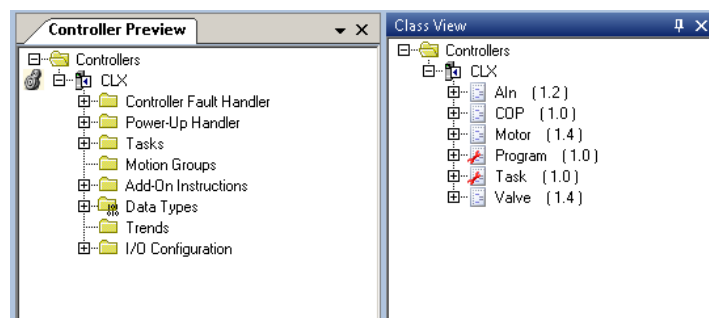 Controller Preview
Controllers
CLX
Controller Fault Handler
Power-Up Handler
Tasks
Motion Groups
Add-On Instructions
Data Types
Trends
I/O Configuration
Class View
Controllers
CLX
AIn (1.2)
COP (1.0)
Motor (1.4)
Program (1.0)
Task (1.0)
Valve (1.4)